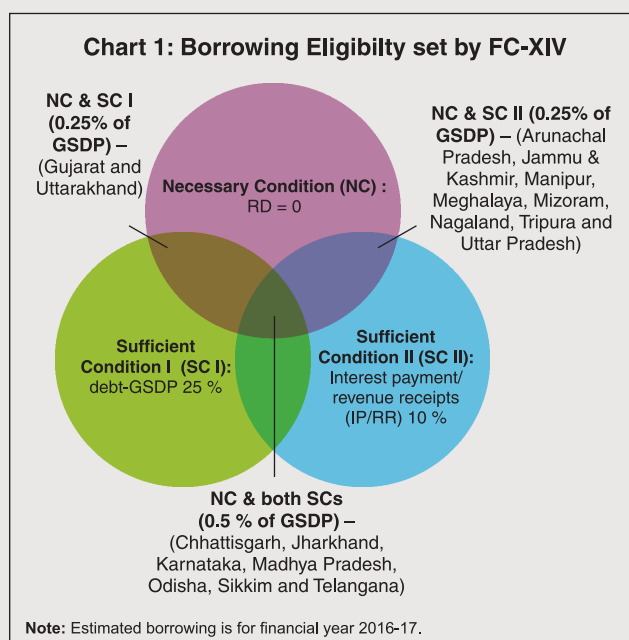 Chart 1: Borrowing Eligibilty set by FC-XIV
NC & SC I
(0.25% of
GSDP) –
(Gujarat and
Uttarakhand)
NC & SC II (0.25% of
GSDP) – (Arunachal
Pradesh, Jammu &
Kashmir, Manipur,
Meghalaya, Mizoram,
Nagaland, Tripura and
Uttar Pradesh)
Necessary Condition (NC) :
RD = 0
Sufficient
Condition I (SC I):
debt-GSDP 25 %
Sufficient
Condition II (SC II):
Interest payment/
revenue receipts
(IP/RR) 10 %
NC & both SCs
(0.5 % of GSDP) –
(Chhattisgarh, Jharkhand,
Karnataka, Madhya Pradesh,
Odisha, Sikkim and Telangana)
Note: Estimated borrowing is for financial year 2016-17.